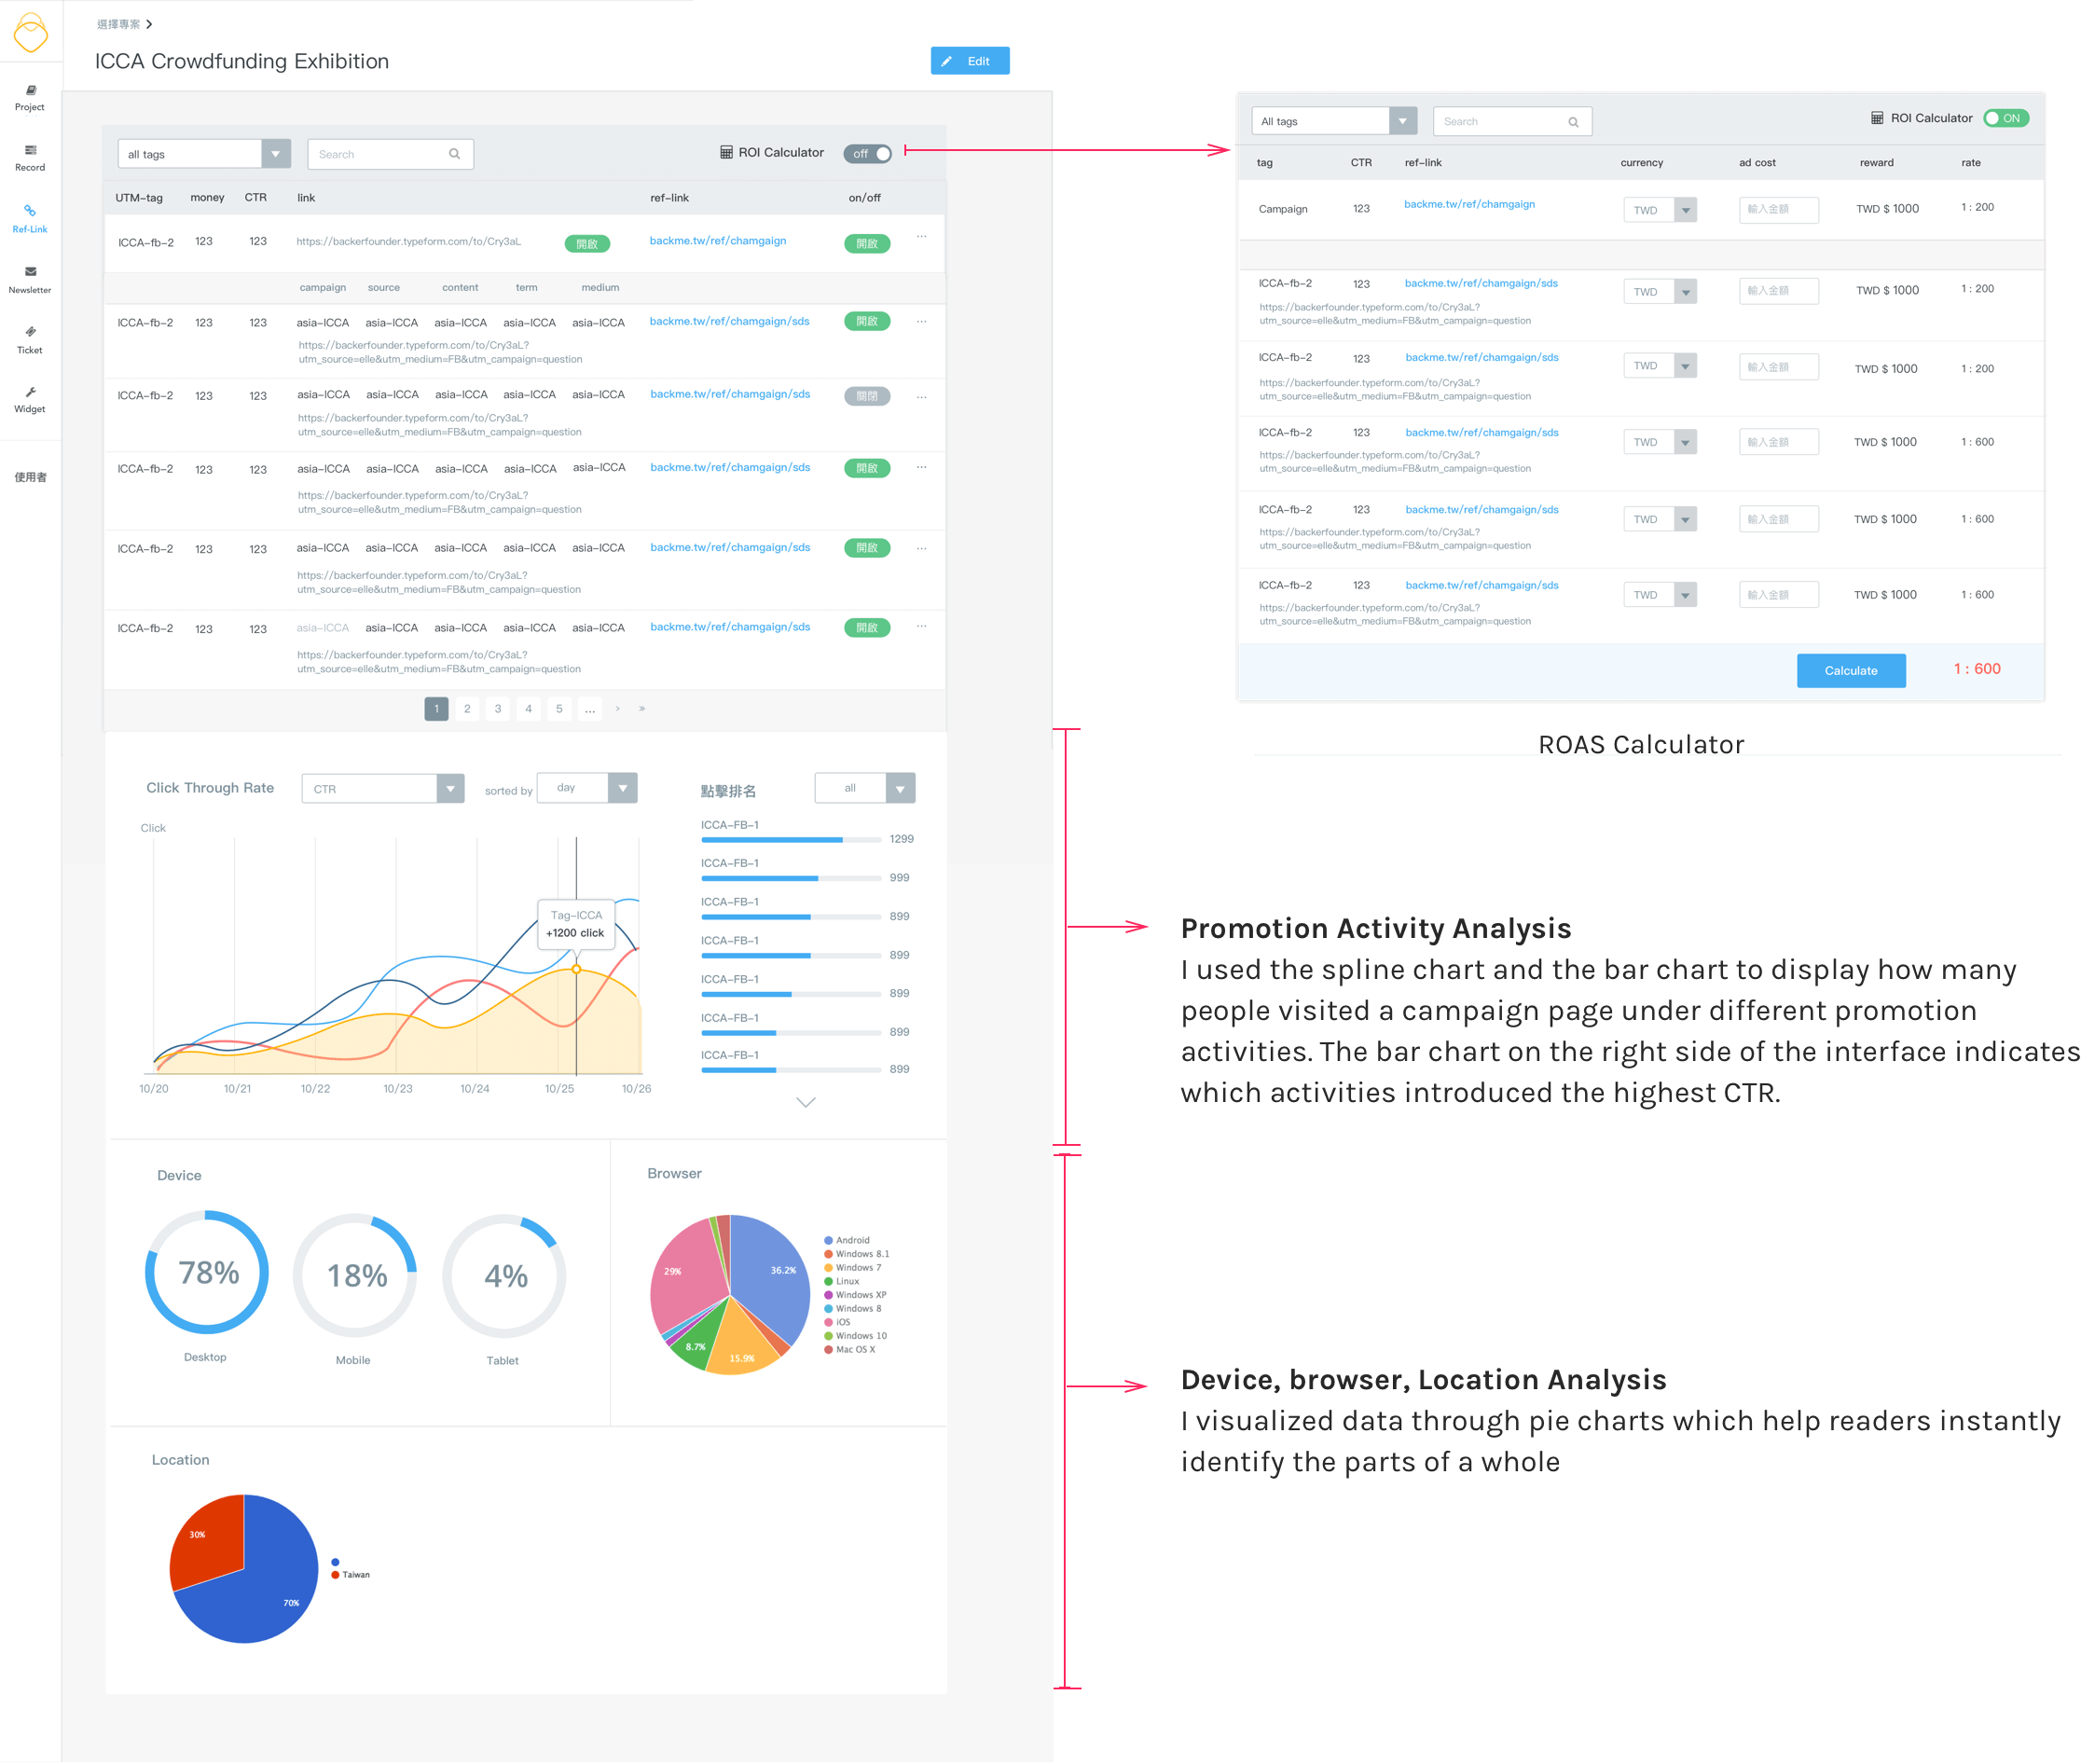 選擇專案
ICCA Crowdfunding Exhibition
Edit
Project
Record
Ref-Link
Newsletter
Ticket
Widget
使用者
all tags
Search
ROI Calculator
off
UTM-tag money CTR link ref-link on/off
ICCA-fb-2 123 123 https://backerfounder.typeform.com/to/Cry3aL 開啟 backme.tw/ref/chamgaign 開啟 ...
campaign source content term medium
ICCA-fb-2 123 123 asia-ICCA asia-ICCA asia-ICCA asia-ICCA asia-ICCA backme.tw/ref/chamgaign/sds 開啟 ...
https://backerfounder.typeform.com/to/Cry3aL?
utm_source=elle&utm_medium=FB&utm_campaign=question
ICCA-fb-2 123 123 asia-ICCA asia-ICCA asia-ICCA asia-ICCA asia-ICCA backme.tw/ref/chamgaign/sds 關閉 ...
https://backerfounder.typeform.com/to/Cry3aL?
utm_source=elle&utm_medium=FB&utm_campaign=question
ICCA-fb-2 123 123 asia-ICCA asia-ICCA asia-ICCA asia-ICCA asia-ICCA backme.tw/ref/chamgaign/sds 開啟 ...
https://backerfounder.typeform.com/to/Cry3aL?
utm_source=elle&utm_medium=FB&utm_campaign=question
ICCA-fb-2 123 123 asia-ICCA asia-ICCA asia-ICCA asia-ICCA asia-ICCA backme.tw/ref/chamgaign/sds 開啟 ...
https://backerfounder.typeform.com/to/Cry3aL?
utm_source=elle&utm_medium=FB&utm_campaign=question
ICCA-fb-2 123 123 asia-ICCA asia-ICCA asia-ICCA asia-ICCA asia-ICCA backme.tw/ref/chamgaign/sds 開啟 ...
https://backerfounder.typeform.com/to/Cry3aL?
utm_source=elle&utm_medium=FB&utm_campaign=question
1 2 3 4 5 ... › »
Click Through Rate CTR sorted by day
Click
Tag-ICCA
+1200 click
10/20 10/21 10/22 10/23 10/24 10/25 10/26
點擊排名 all
ICCA-FB-1
1299
ICCA-FB-1
999
ICCA-FB-1
899
ICCA-FB-1
899
ICCA-FB-1
899
ICCA-FB-1
899
ICCA-FB-1
899
Device
78%
18%
4%
Desktop
Mobile
Tablet
Browser
36.2%
29%
8.7%
15.9%
Android
Windows 8.1
Windows 7
Linux
Windows XP
Windows 8
iOS
Windows 10
Mac OS X
Location
30%
70%
Taiwan
All tags
Search
ROI Calculator
ON
tag CTR ref-link currency ad cost reward rate
Campaign 123 backme.tw/ref/chamgaign TWD 輸入金額 TWD $ 1000 1 : 200
ICCA-fb-2 123 backme.tw/ref/chamgaign/sds TWD 輸入金額 TWD $ 1000 1 : 200
https://backerfounder.typeform.com/to/Cry3aL?
utm_source=elle&utm_medium=FB&utm_campaign=question
ICCA-fb-2 123 backme.tw/ref/chamgaign/sds TWD 輸入金額 TWD $ 1000 1 : 200
https://backerfounder.typeform.com/to/Cry3aL?
utm_source=elle&utm_medium=FB&utm_campaign=question
ICCA-fb-2 123 backme.tw/ref/chamgaign/sds TWD 輸入金額 TWD $ 1000 1 : 600
https://backerfounder.typeform.com/to/Cry3aL?
utm_source=elle&utm_medium=FB&utm_campaign=question
ICCA-fb-2 123 backme.tw/ref/chamgaign/sds TWD 輸入金額 TWD $ 1000 1 : 600
https://backerfounder.typeform.com/to/Cry3aL?
utm_source=elle&utm_medium=FB&utm_campaign=question
ICCA-fb-2 123 backme.tw/ref/chamgaign/sds TWD 輸入金額 TWD $ 1000 1 : 600
https://backerfounder.typeform.com/to/Cry3aL?
utm_source=elle&utm_medium=FB&utm_campaign=question
Calculate 1 : 600
ROAS Calculator
Promotion Activity Analysis
I used the spline chart and the bar chart to display how many
people visited a campaign page under different promotion
activities. The bar chart on the right side of the interface indicates
which activities introduced the highest CTR.
Device, browser, Location Analysis
I visualized data through pie charts which help readers instantly
identify the parts of a whole